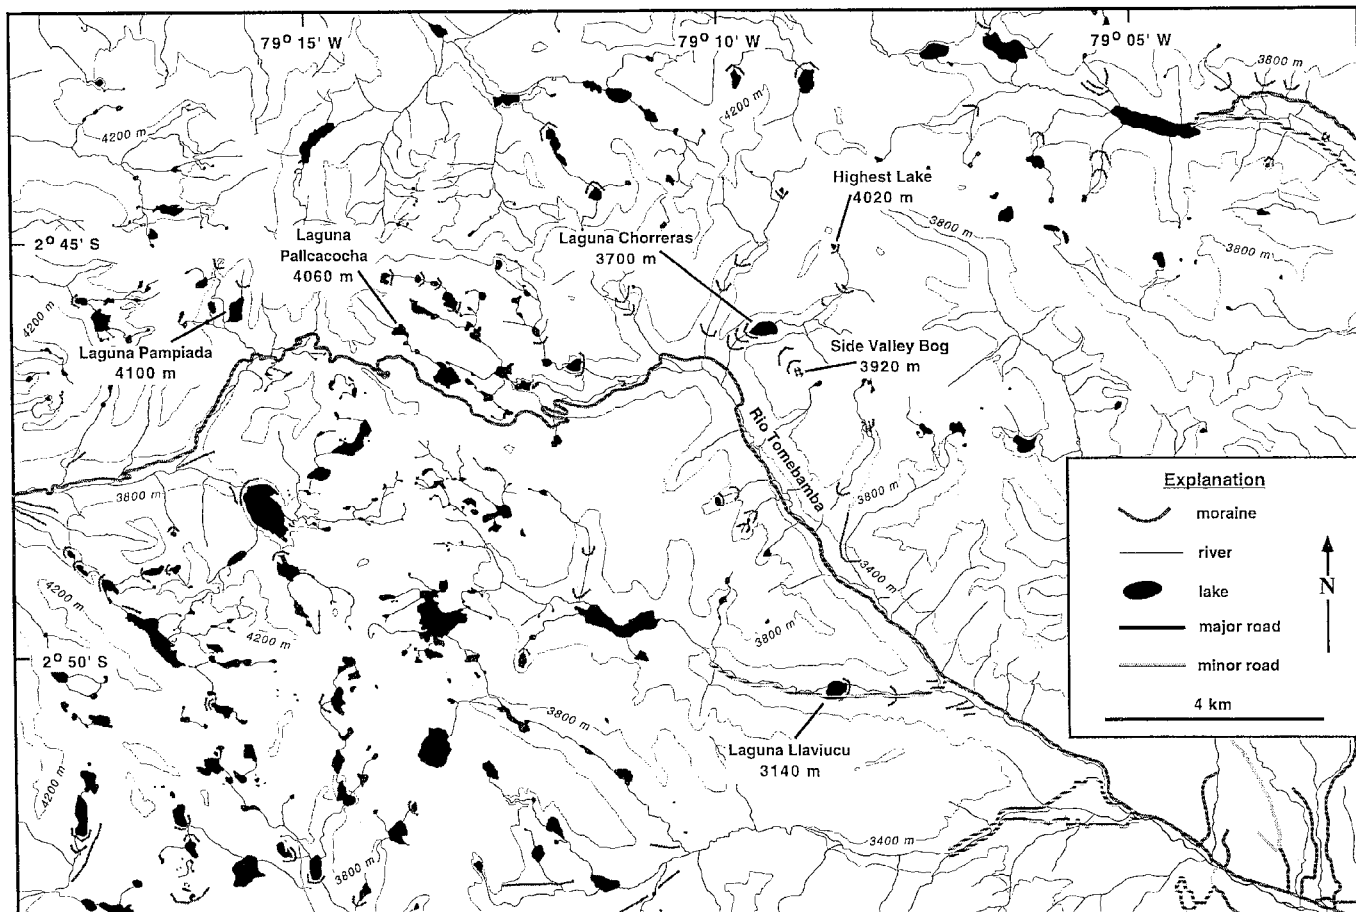 79° 15' W
79° 10' W
79° 05' W
3800 m
4200 m
4200 m
Highest Lake
4020 m
2° 45' S
Laguna
Pallcacocha
4060 m
Laguna Chorreras
3700 m
3800 m
3800 m
4200 m
Laguna Pampiada
4100 m
Side Valley Bog
3920 m
Rio Tomebamba
3800 m
3800 m
3400 m
Explanation
moraine
river
lake
major road
minor road
4 km
N
4200 m
4200 m
3800 m
2° 50' S
3800 m
Laguna Llaviucu
3140 m
4200 m
3400 m
3800 m